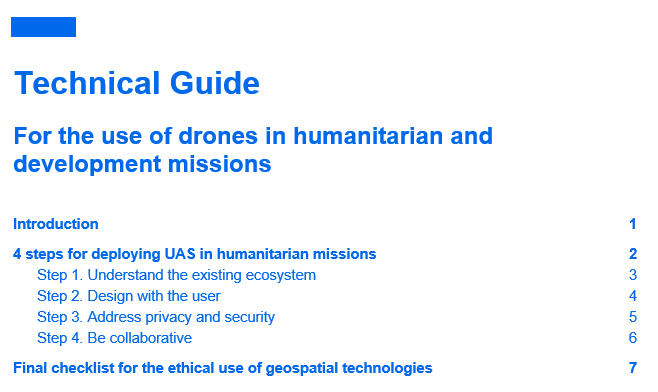 Technical Guide
For the use of drones in humanitarian and
development missions
Introduction 1
4 steps for deploying UAS in humanitarian missions 2
Step 1. Understand the existing ecosystem 3
Step 2. Design with the user 4
Step 3. Address privacy and security 5
Step 4. Be collaborative 6
Final checklist for the ethical use of geospatial technologies 7